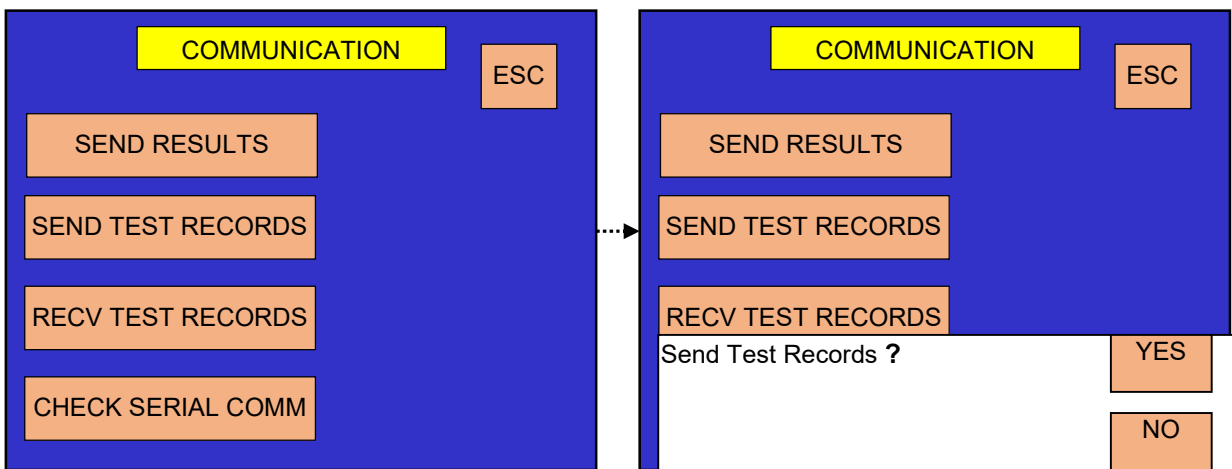 COMMUNICATION
ESC
SEND RESULTS
SEND TEST RECORDS
RECV TEST RECORDS
CHECK SERIAL COMM
COMMUNICATION
ESC
SEND RESULTS
SEND TEST RECORDS
RECV TEST RECORDS
Send Test Records ?
YES
NO